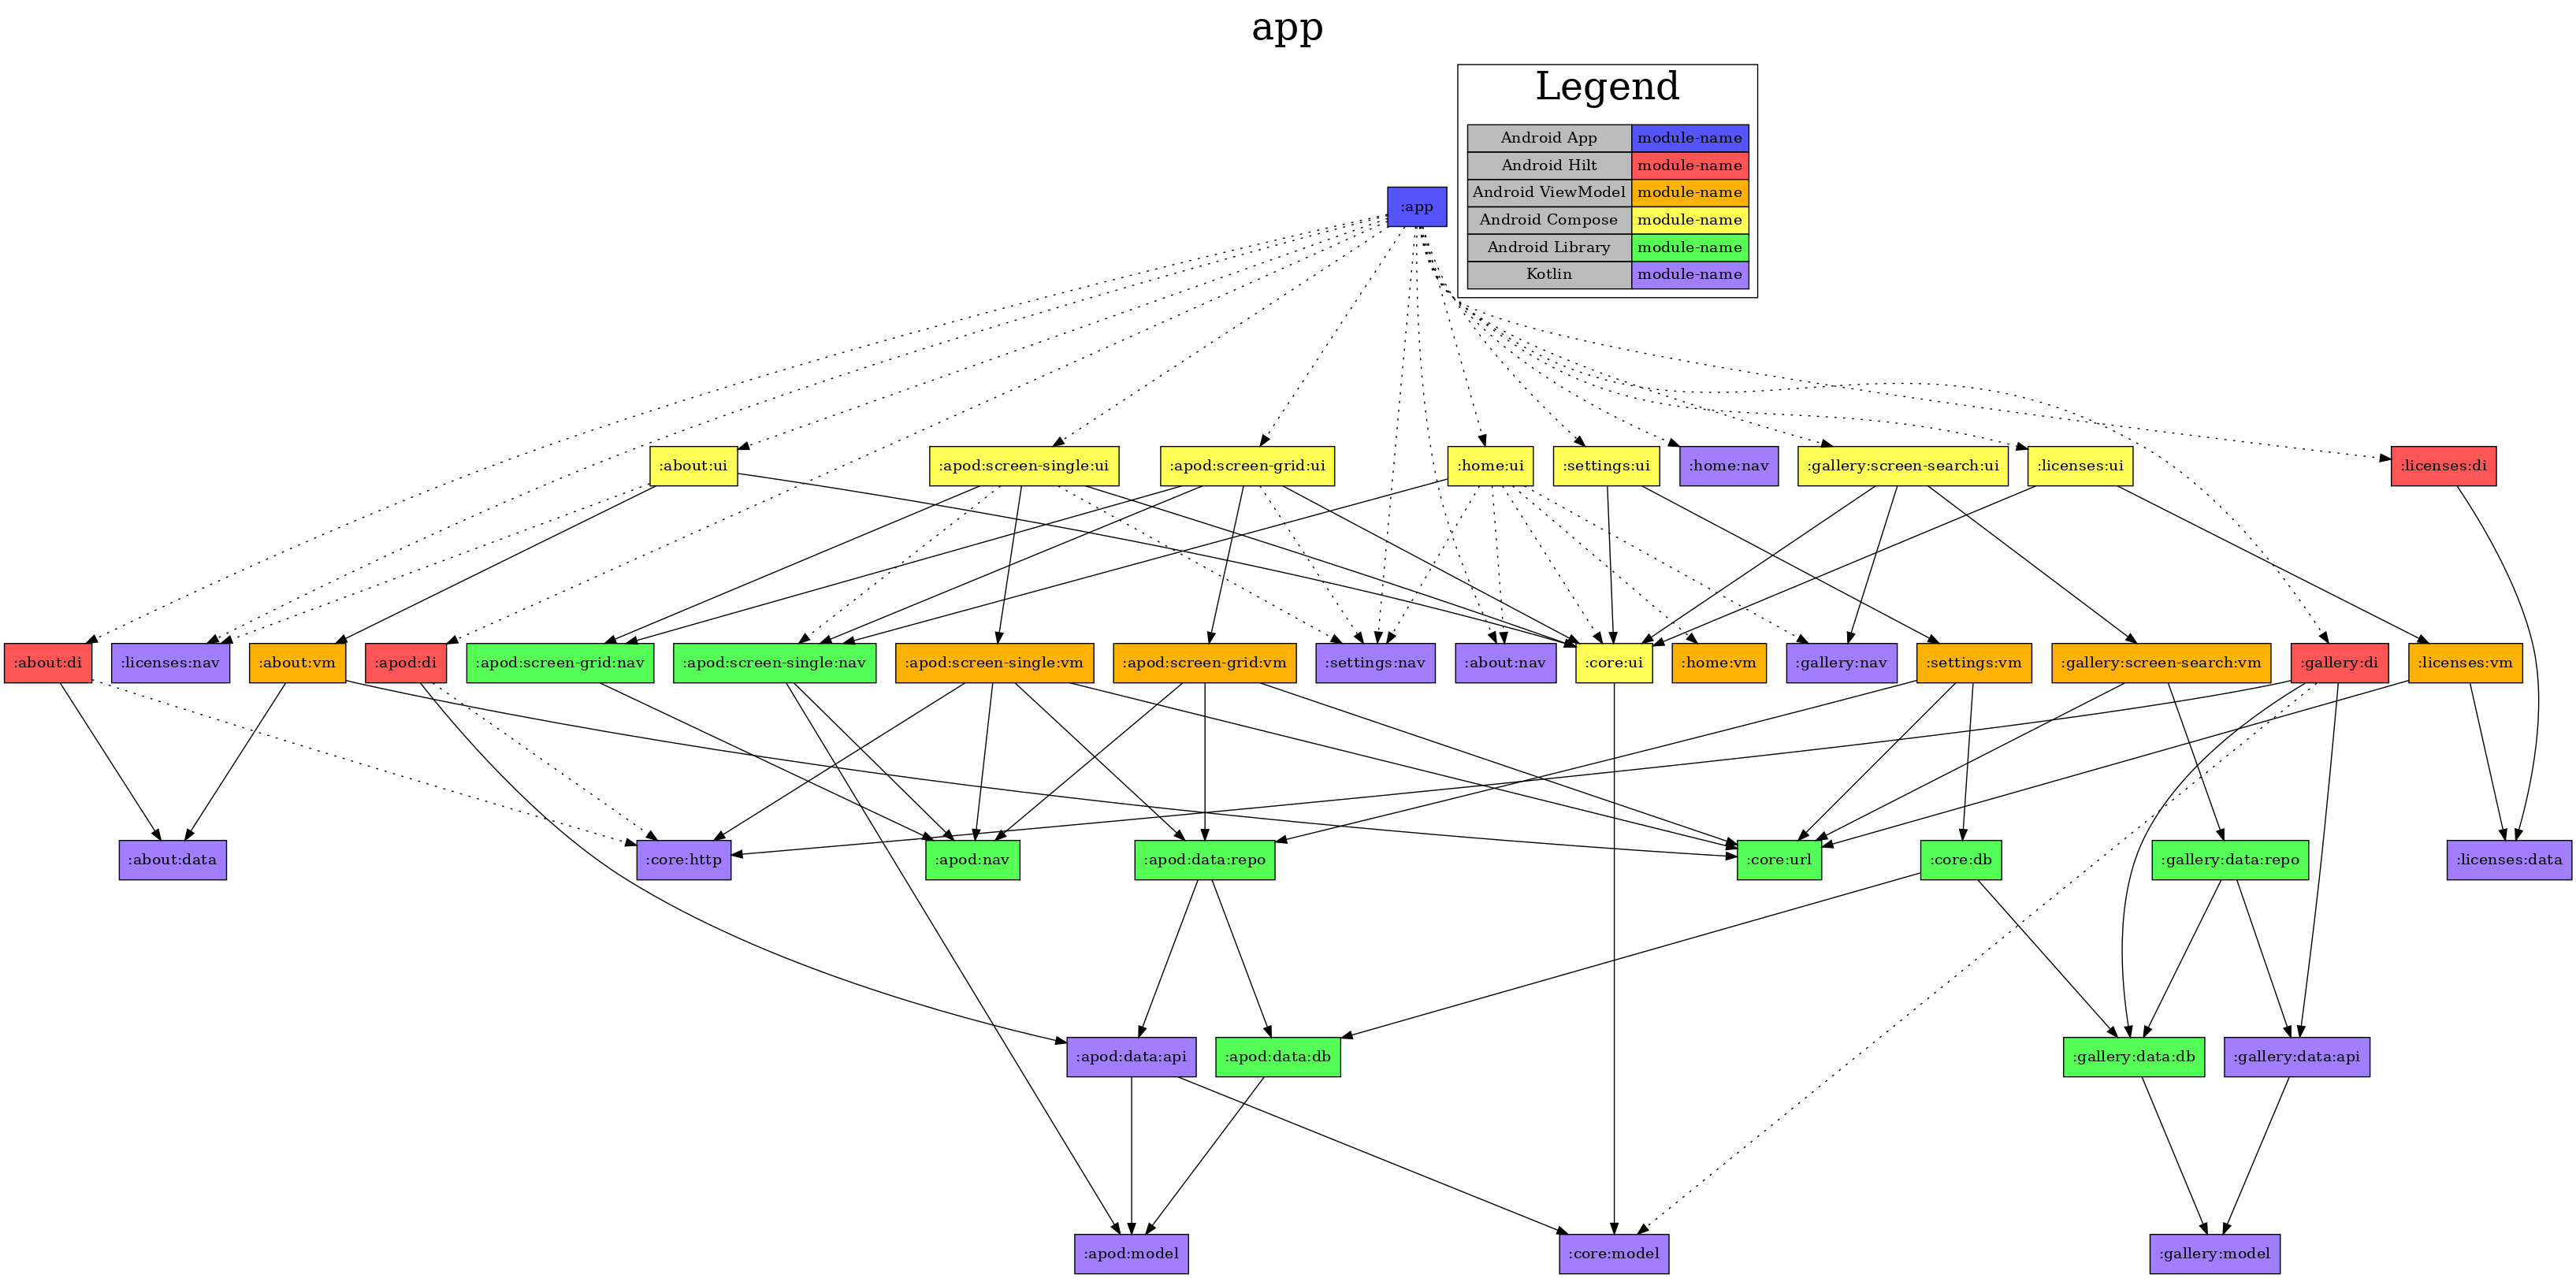 app
Legend
Android App module-name
Android Hilt module-name
Android ViewModel module-name
Android Compose module-name
Android Library module-name
Kotlin module-name
:app
:about:ui
:apod:screen-single:ui
:apod:screen-grid:ui
:home:ui
:settings:ui
:home:nav
:gallery:screen-search:ui
:licenses:ui
:licenses:di
:about:di
:licenses:nav
:about:vm
:apod:di
:apod:screen-grid:nav
:apod:screen-single:nav
:apod:screen-single:vm
:apod:screen-grid:vm
:settings:nav
:about:nav
:core:ui
:home:vm
:gallery:nav
:settings:vm
:gallery:screen-search:vm
:gallery:di
:licenses:vm
:about:data
:core:http
:apod:nav
:apod:data:repo
:core:url
:core:db
:gallery:data:repo
:licenses:data
:apod:data:api
:apod:data:db
:gallery:data:db
:gallery:data:api
:apod:model
:core:model
:gallery:model